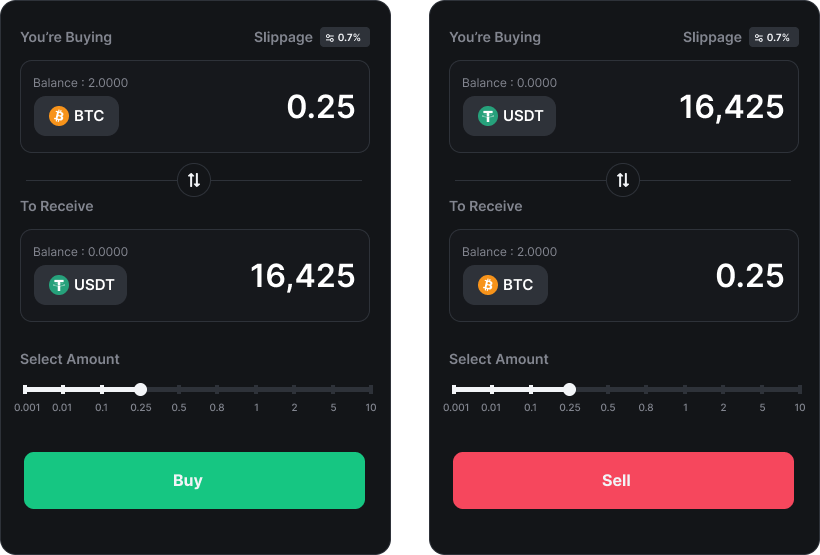 You’re Buying
Slippage 0.7%
Balance : 2.0000
BTC
0.25
To Receive
Balance : 0.0000
USDT
16,425
Select Amount
0.001 0.01 0.1 0.25 0.5 0.8 1 2 5 10
Buy
You’re Buying
Slippage 0.7%
Balance : 0.0000
USDT
16,425
To Receive
Balance : 2.0000
BTC
0.25
Select Amount
0.001 0.01 0.1 0.25 0.5 0.8 1 2 5 10
Sell